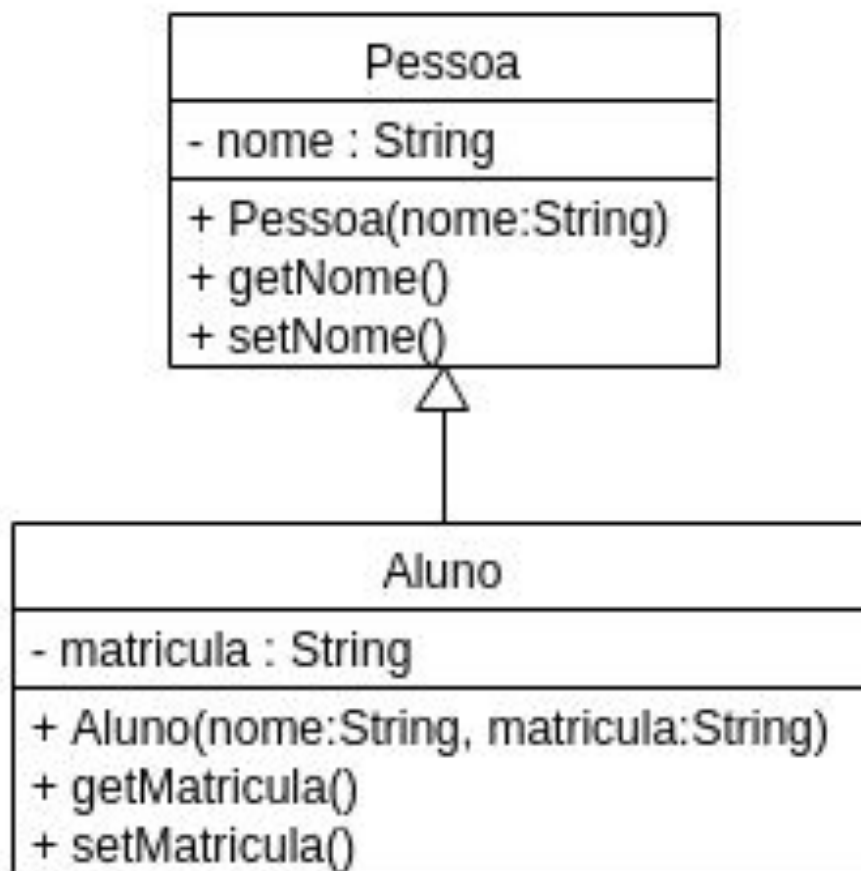 Pessoa
- nome : String
+ Pessoa(nome:String)
+ getNome()
+ setNome()
Aluno
- matricula : String
+ Aluno(nome:String, matricula:String)
+ getMatricula()
+ setMatricula()